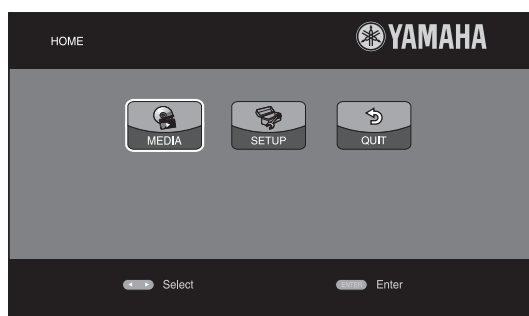 HOME
YAMAHA
MEDIA
SETUP
QUIT
Select
ENTER Enter